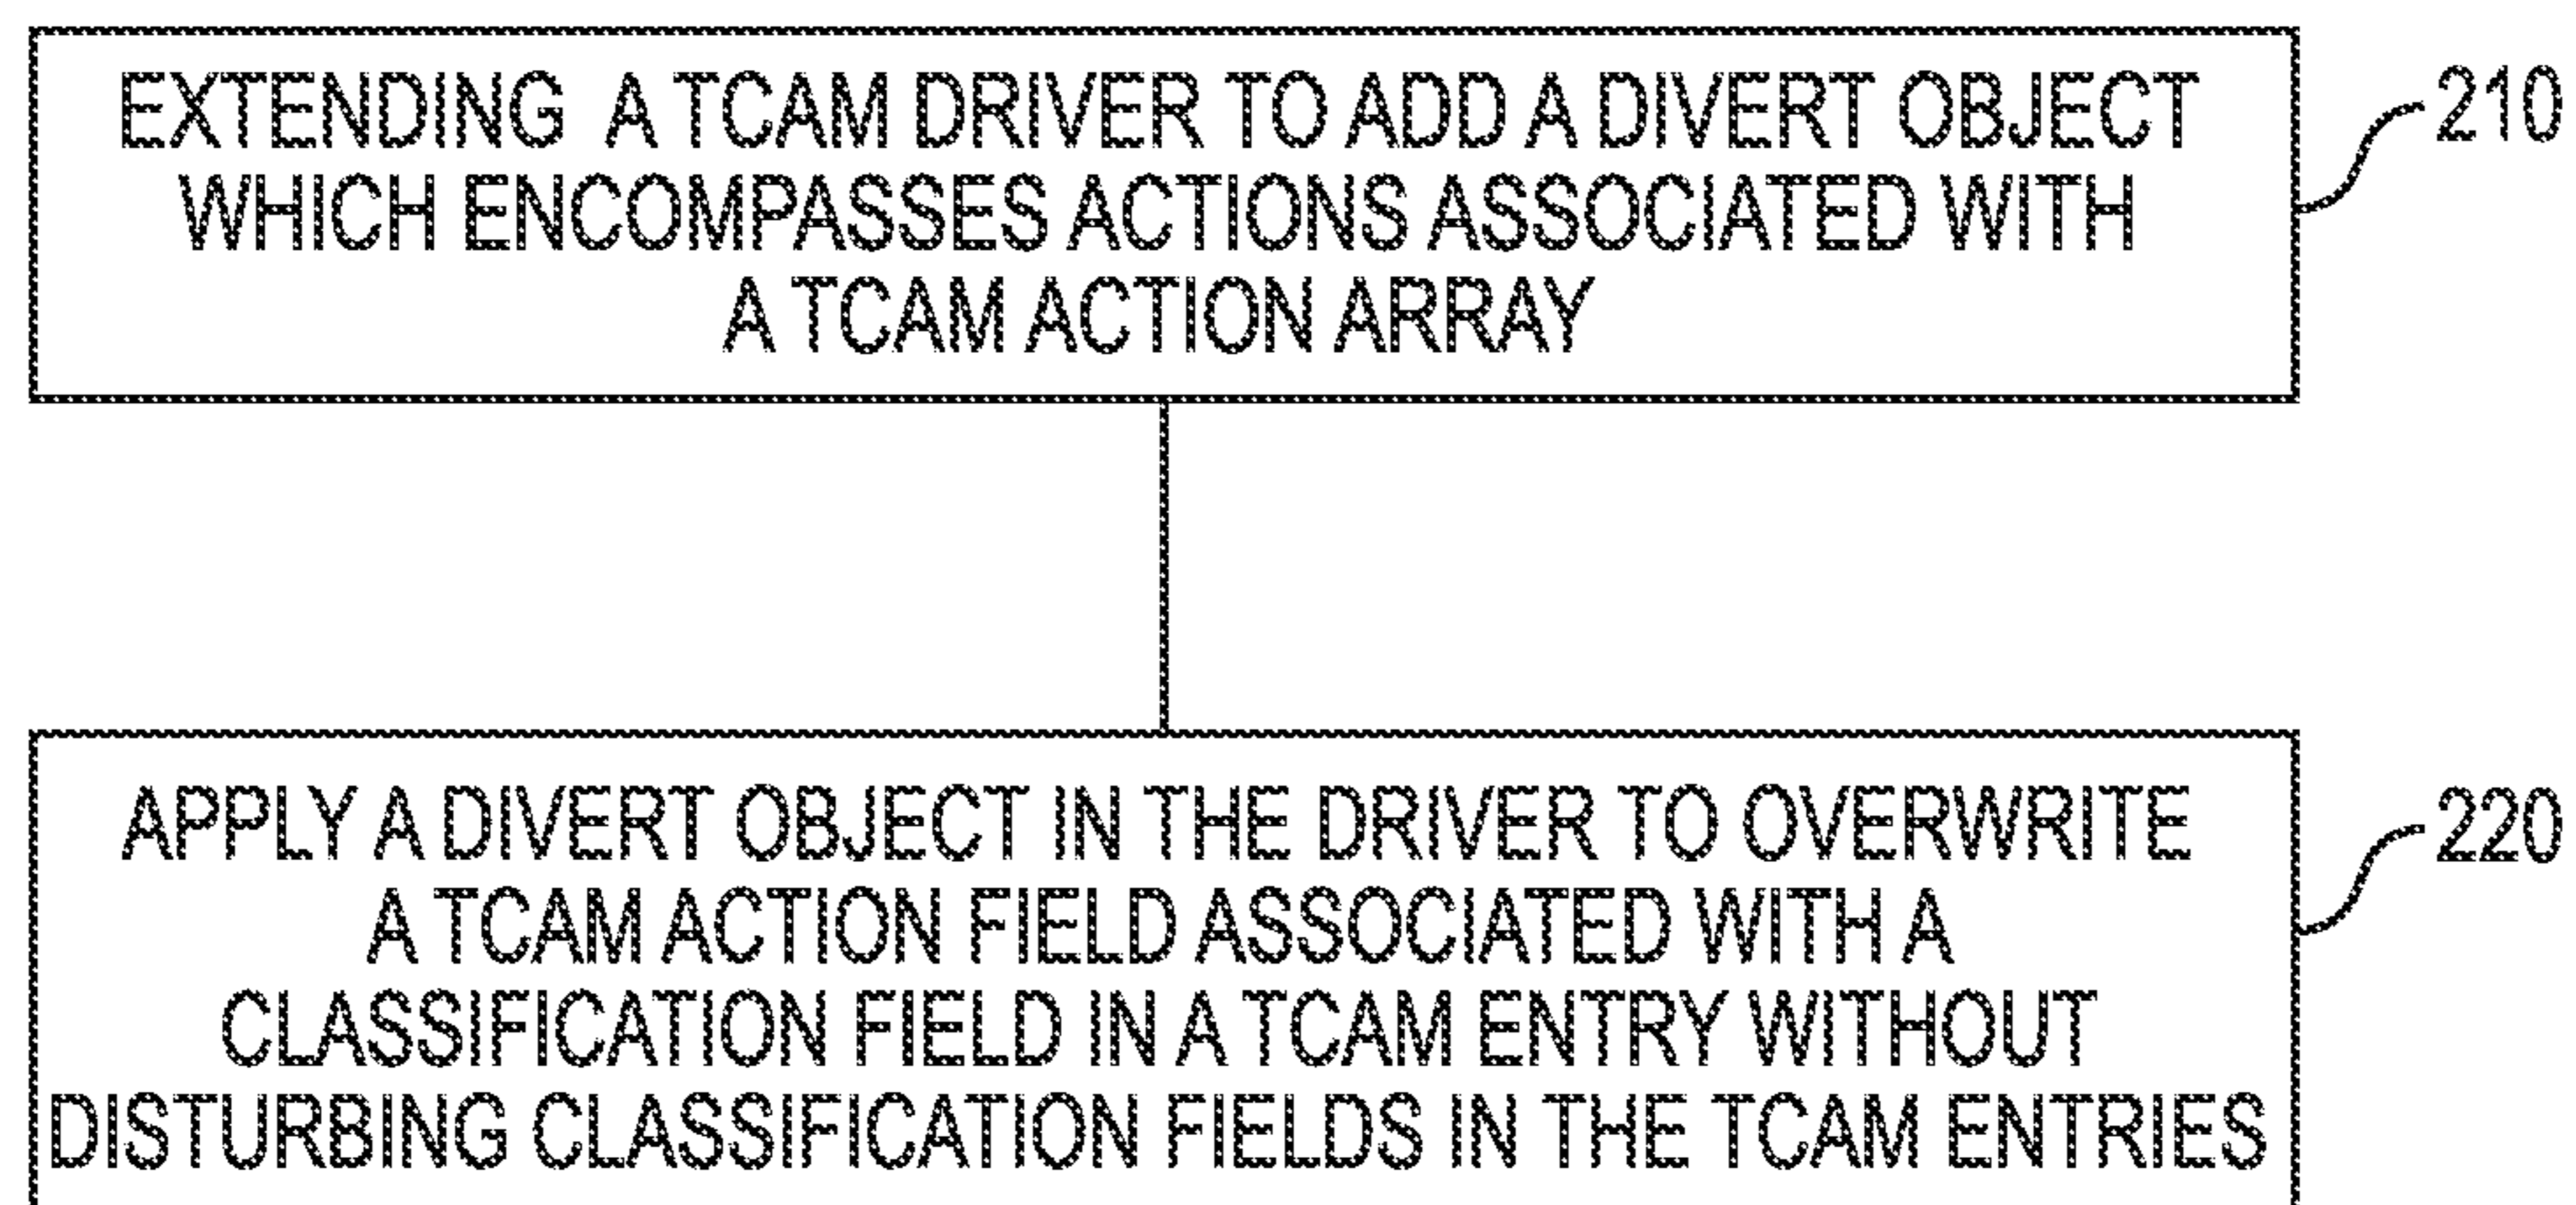 EXTENDING A TCAM DRIVER TO ADD A DIVERT OBJECT
WHICH ENCOMPASSES ACTIONS ASSOCIATED WITH
A TCAM ACTION ARRAY
210
APPLY A DIVERT OBJECT IN THE DRIVER TO OVERWRITE
A TCAM ACTION FIELD ASSOCIATED WITH A
CLASSIFICATION FIELD IN A TCAM ENTRY WITHOUT
DISTURBING CLASSIFICATION FIELDS IN THE TCAM ENTRIES
220